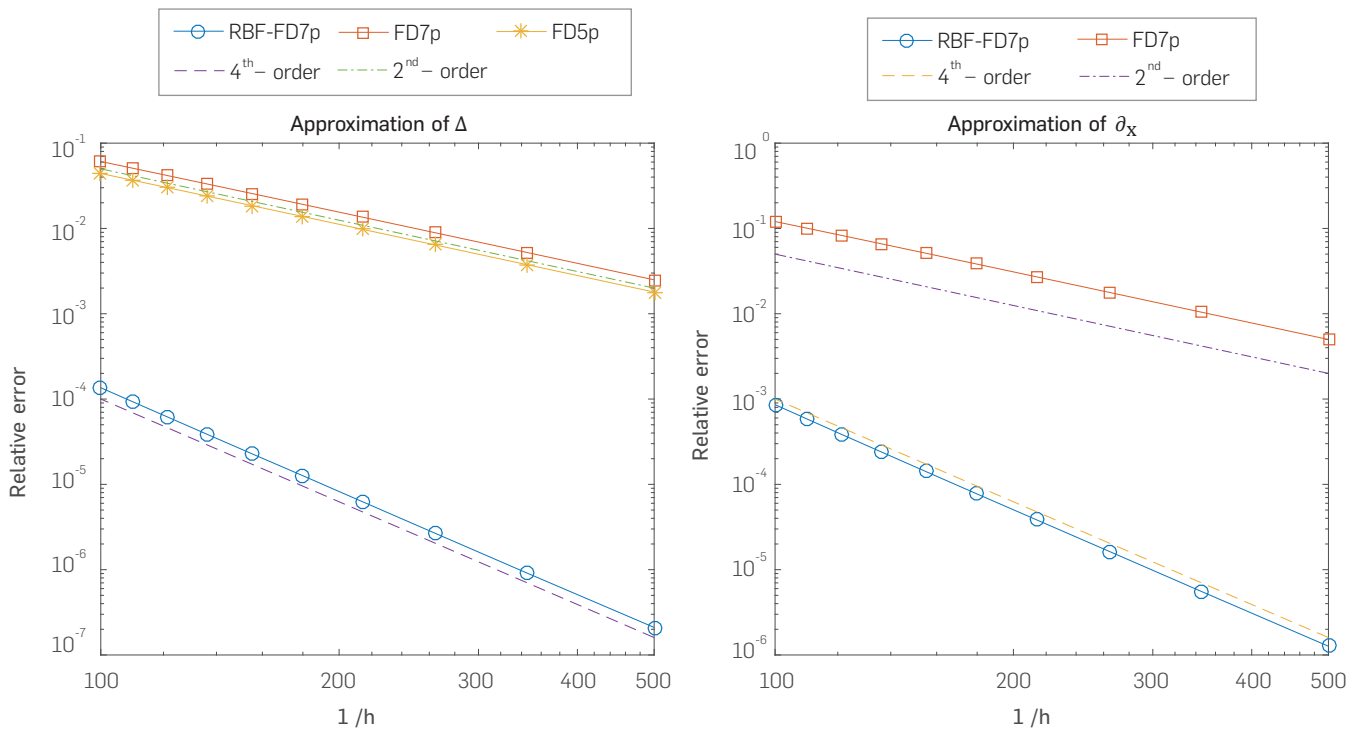 RBF-FD7p FD7p FD5p
4th – order 2nd – order
Approximation of Δ
10-1
10-2
10-3
10-4
10-5
10-6
10-7
Relative error
100 200 300 400 500
1 /h
RBF-FD7p FD7p
4th – order 2nd – order
Approximation of ∂x
100
10-1
10-2
10-3
10-4
10-5
10-6
Relative error
100 200 300 400 500
1 /h